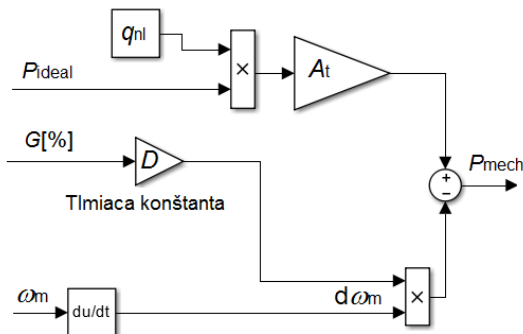 qnl
×
Pideal
At
G[%]
D
Tlmiaca konštanta
+
−
Pmech
ωm
du/dt
dωm
×